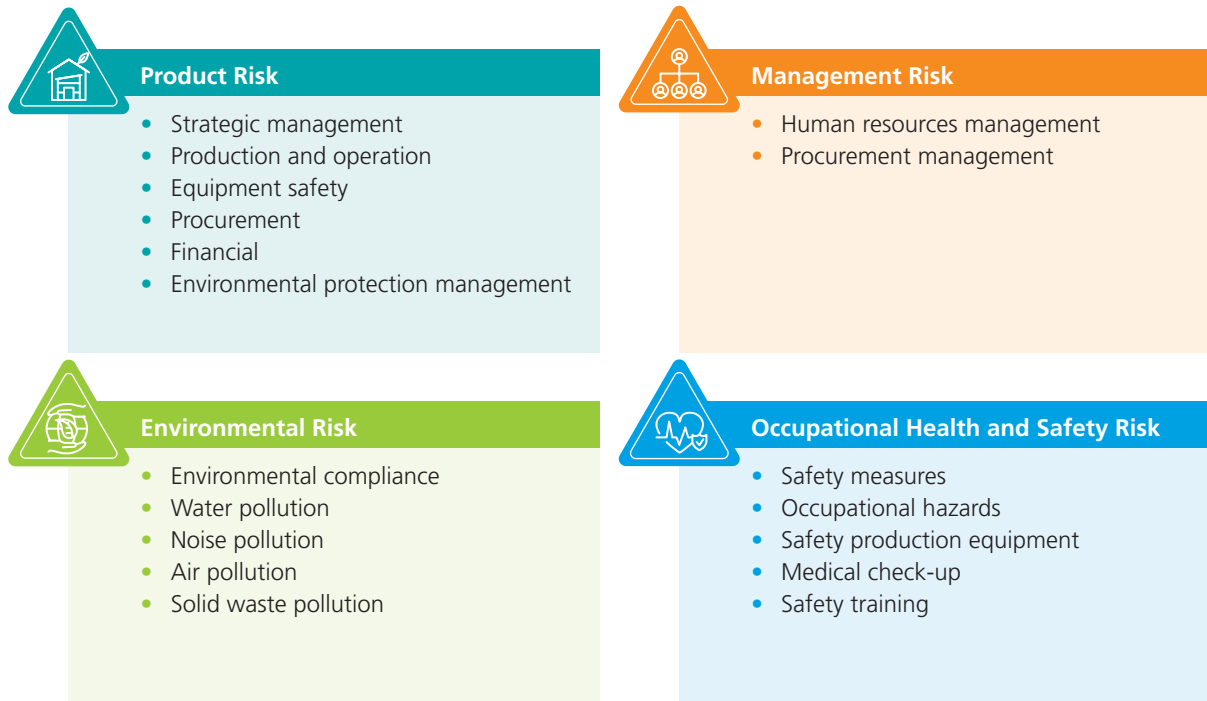 Product Risk
• Strategic management
• Production and operation
• Equipment safety
• Procurement
• Financial
• Environmental protection management
Management Risk
• Human resources management
• Procurement management
Environmental Risk
• Environmental compliance
• Water pollution
• Noise pollution
• Air pollution
• Solid waste pollution
Occupational Health and Safety Risk
• Safety measures
• Occupational hazards
• Safety production equipment
• Medical check-up
• Safety training